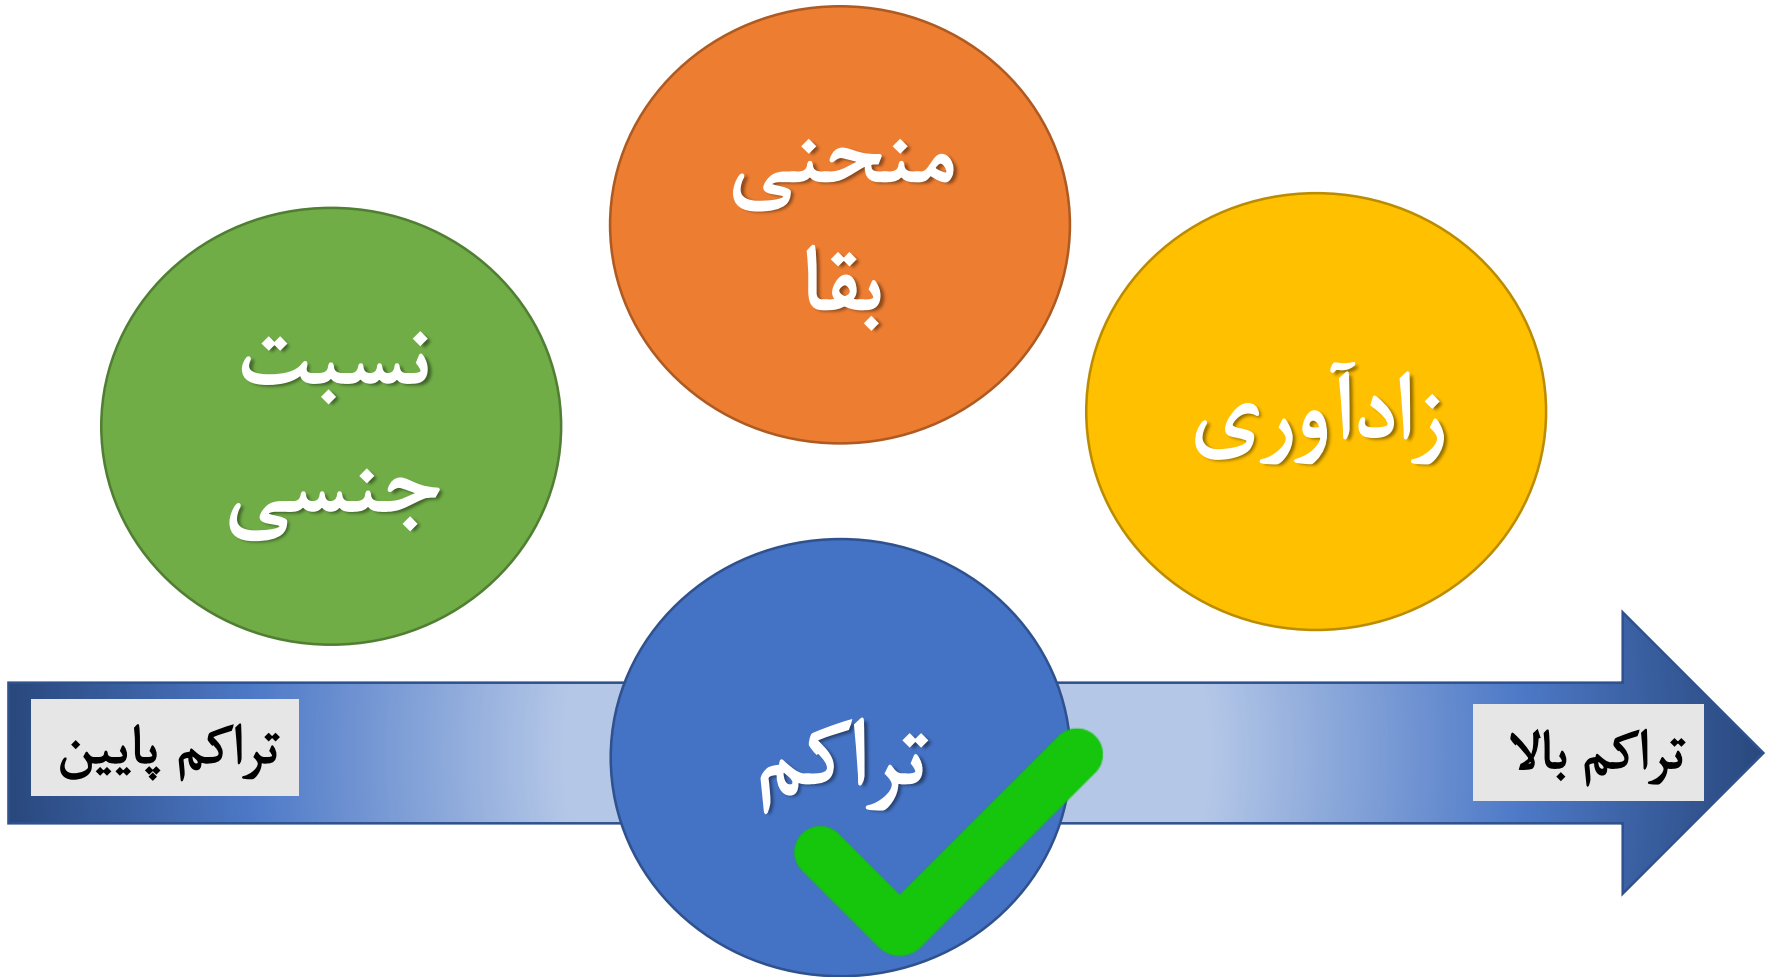 منحنی
بقا
زادآوری
نسبت
جنسی
تراکم
تراکم بالا
تراکم پایین